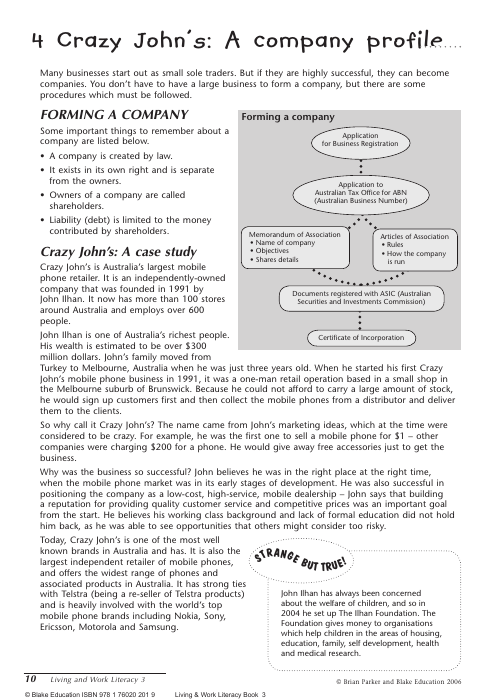 4 Crazy John's: A company profile......
Many businesses start out as small sole traders. But if they are highly successful, they can become
companies. You don't have to have a large business to form a company, but there are some
procedures which must be followed.
FORMING A COMPANY
Some important things to remember about a
company are listed below.
• A company is created by law.
• It exists in its own right and is separate
from the owners.
• Owners of a company are called
shareholders.
• Liability (debt) is limited to the money
contributed by shareholders.
Forming a company
Application
for Business Registration
Application to
Australian Tax Office for ABN
(Australian Business Number)
Memorandum of Association
• Name of company
• Objectives
• Shares details
Articles of Association
• Rules
• How the company
is run
Documents registered with ASIC (Australian
Securities and Investments Commission)
Certificate of Incorporation
Crazy John's: A case study
Crazy John's is Australia's largest mobile
phone retailer. It is an independently-owned
company that was founded in 1991 by
John Ilhan. It now has more than 100 stores
around Australia and employs over 600
people.
John Ilhan is one of Australia's richest people.
His wealth is estimated to be over $300
million dollars. John's family moved from
Turkey to Melbourne, Australia when he was just three years old. When he started his first Crazy
John's mobile phone business in 1991, it was a one-man retail operation based in a small shop in
the Melbourne suburb of Brunswick. Because he could not afford to carry a large amount of stock,
he would sign up customers first and then collect the mobile phones from a distributor and deliver
them to the clients.
So why call it Crazy John's? The name came from John's marketing ideas, which at the time were
considered to be crazy. For example, he was the first one to sell a mobile phone for $1 – other
companies were charging $200 for a phone. He would give away free accessories just to get the
business.
Why was the business so successful? John believes he was in the right place at the right time,
when the mobile phone market was in its early stages of development. He was also successful in
positioning the company as a low-cost, high-service, mobile dealership – John says that building
a reputation for providing quality customer service and competitive prices was an important goal
from the start. He believes his working class background and lack of formal education did not hold
him back, as he was able to see opportunities that others might consider too risky.
Today, Crazy John's is one of the most well
known brands in Australia and has. It is also the
largest independent retailer of mobile phones,
and offers the widest range of phones and
associated products in Australia. It has strong ties
with Telstra (being a re-seller of Telstra products)
and is heavily involved with the world's top
mobile phone brands including Nokia, Sony,
Ericsson, Motorola and Samsung.
STRANGE BUT TRUE!
John Ilhan has always been concerned
about the welfare of children, and so in
2004 he set up The Ilhan Foundation. The
Foundation gives money to organisations
which help children in the areas of housing,
education, family, self development, health
and medical research.
10 Living and Work Literacy 3
© Brian Parker and Blake Education 2006
© Blake Education ISBN 978 1 76020 201 9 Living & Work Literacy Book 3